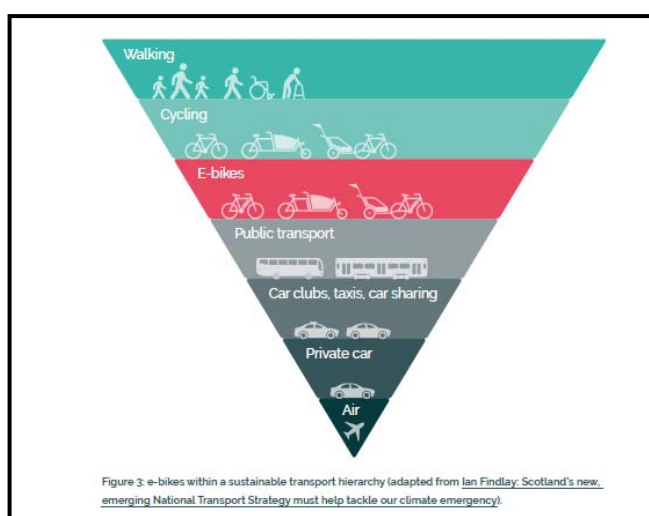 Walking
Cycling
E-bikes
Public transport
Car clubs, taxis, car sharing
Private car
Air
Figure 3: e-bikes within a sustainable transport hierarchy (adapted from Ian Findlay: Scotland's new,
emerging National Transport Strategy must help tackle our climate emergency).